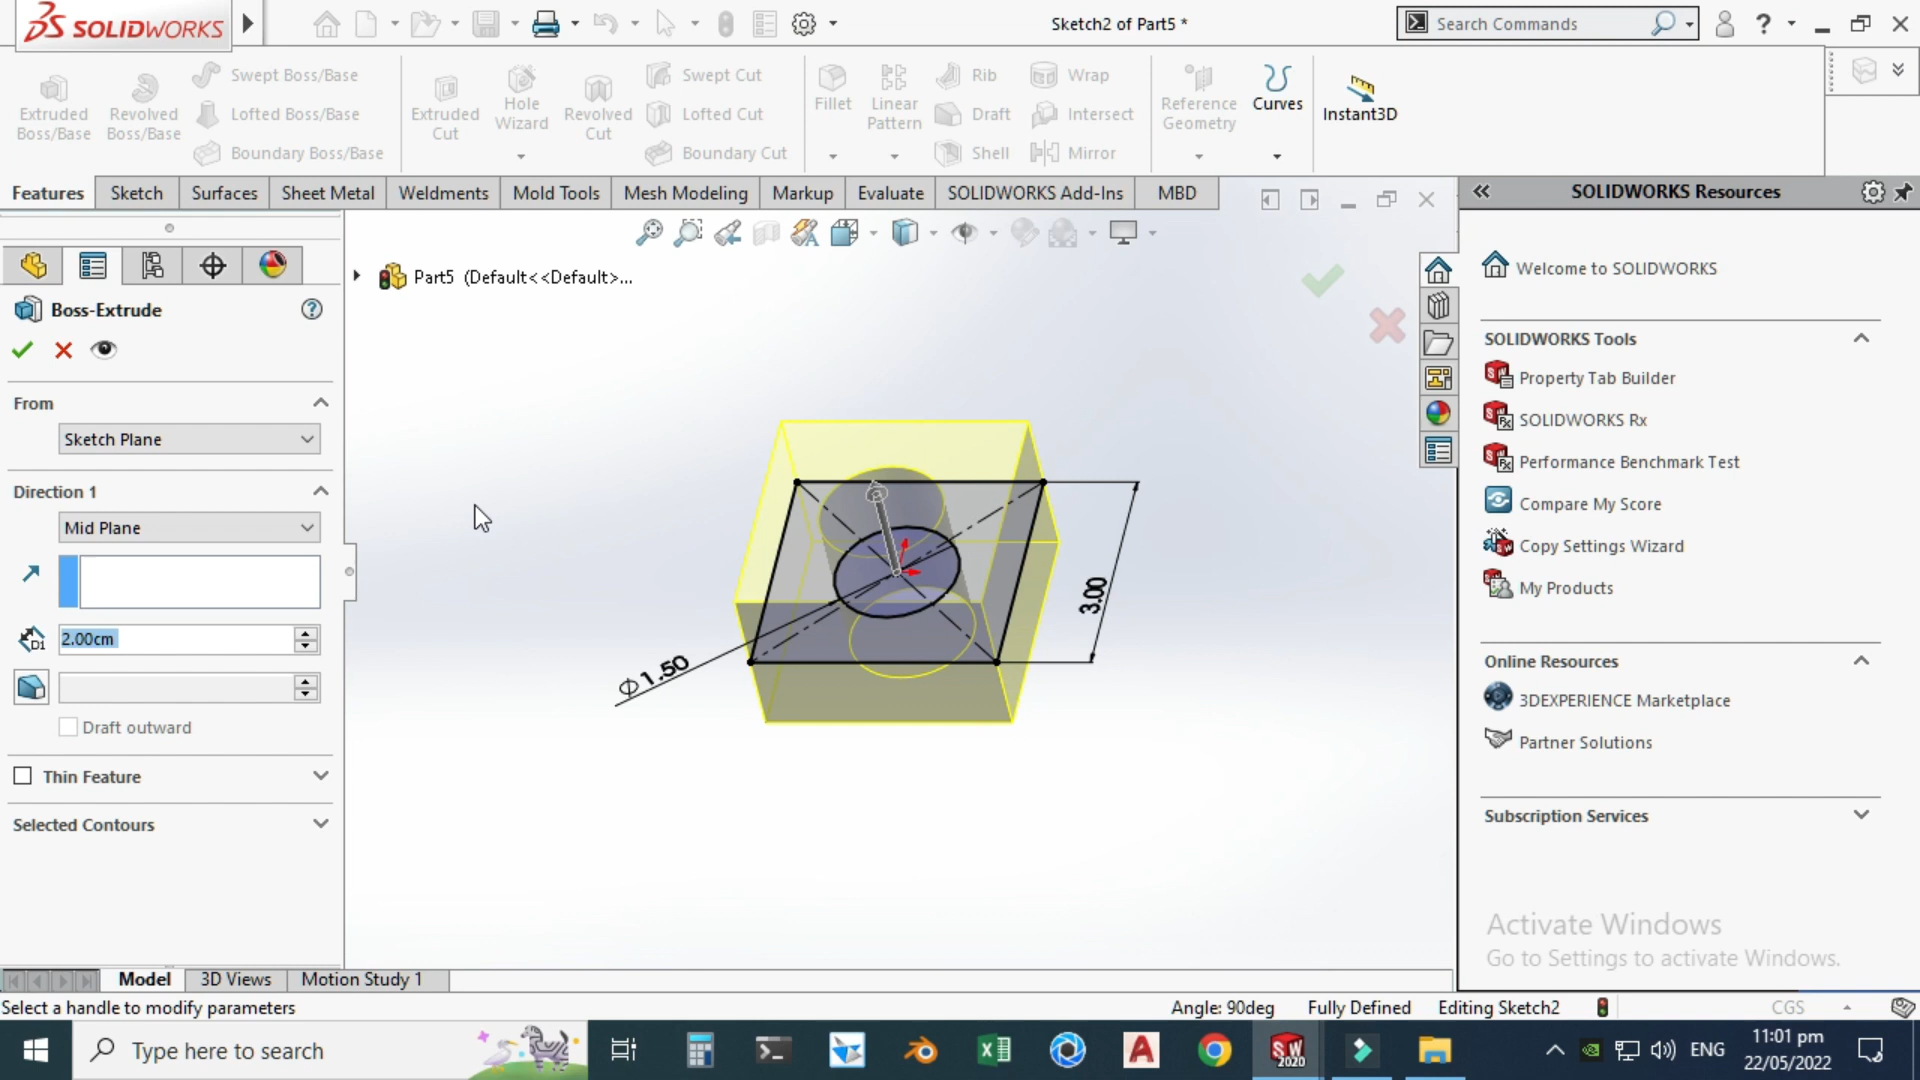 SOLIDWORKS
Sketch2 of Part5 *
Search Commands
Extruded Boss/Base
Revolved Boss/Base
Swept Boss/Base
Lofted Boss/Base
Boundary Boss/Base
Extruded Cut
Hole Wizard
Revolved Cut
Swept Cut
Lofted Cut
Boundary Cut
Fillet
Linear Pattern
Rib
Draft
Shell
Wrap
Intersect
Mirror
Reference Geometry
Curves
Instant3D
Features
Sketch
Surfaces
Sheet Metal
Weldments
Mold Tools
Mesh Modeling
Markup
Evaluate
SOLIDWORKS Add-Ins
MBD
SOLIDWORKS Resources
Part5 (Default<<Default>...
Boss-Extrude
From
Sketch Plane
Direction 1
Mid Plane
D1
2.00cm
Draft outward
Thin Feature
Selected Contours
3.00
Φ1.50
Welcome to SOLIDWORKS
SOLIDWORKS Tools
Property Tab Builder
SOLIDWORKS Rx
Performance Benchmark Test
Compare My Score
Copy Settings Wizard
My Products
Online Resources
3DEXPERIENCE Marketplace
Partner Solutions
Subscription Services
Activate Windows
Go to Settings to activate Windows.
Model
3D Views
Motion Study 1
Select a handle to modify parameters
Angle: 90deg
Fully Defined
Editing Sketch2
CGS
Type here to search
SW
2020
ENG
11:01 pm
22/05/2022